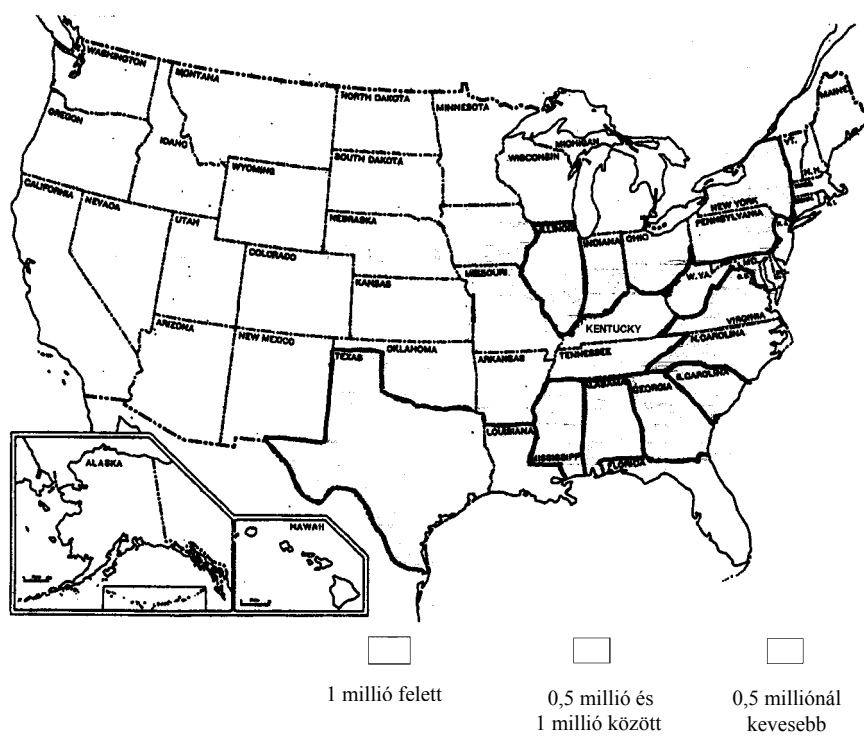 WASHINGTON
MONTANA
NORTH DAKOTA
MINNESOTA
MAINE
OREGON
IDAHO
VT.
N.H.
MICHIGAN
WISCONSIN
SOUTH DAKOTA
WYOMING
CALIFORNIA
NEVADA
UTAH
NEBRASKA
NEW YORK
PENNSYLVANIA
ILLINOIS
INDIANA
OHIO
COLORADO
MISSOURI
KANSAS
W. VA.
MD.
ARIZONA
NEW MEXICO
VIRGINIA
KENTUCKY
N. CAROLINA
TEXAS
OKLAHOMA
ARKANSAS
TENNESSEE
ALABAMA
GEORGIA
S. CAROLINA
LOUISIANA
MISSISSIPPI
FLORIDA
ALASKA
HAWAII
1 millió felett
0,5 millió és
1 millió között
0,5 milliónál
kevesebb